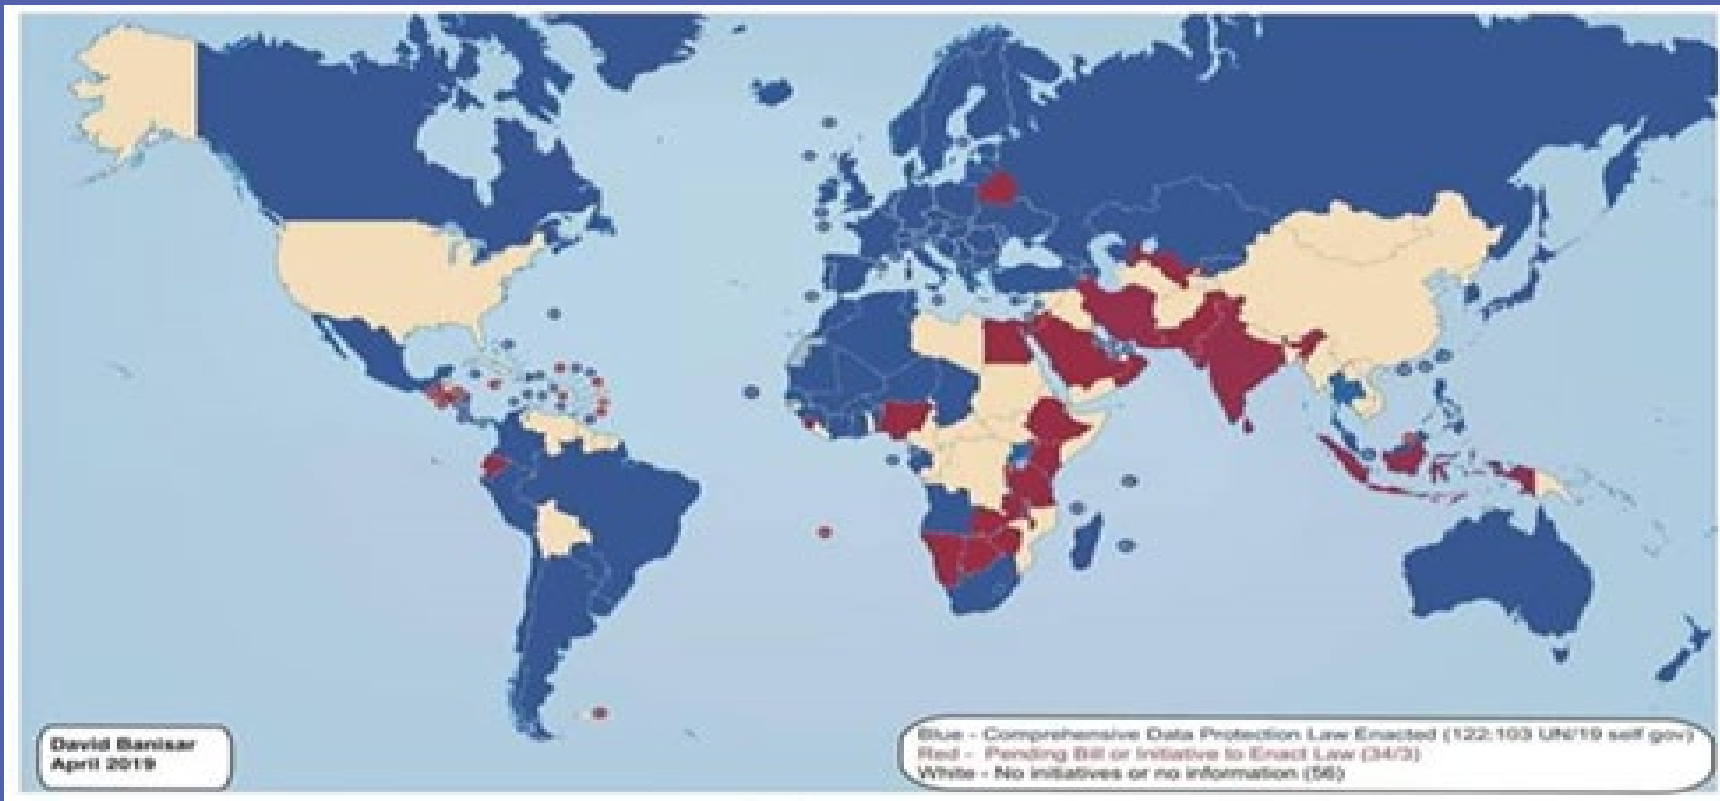 David Banisar
April 2019
Blue - Comprehensive Data Protection Law Enacted (122:103 UN/19 self gov)
Red - Pending Bill or Initiative to Enact Law (34/3)
White - No initiatives or no information (56)